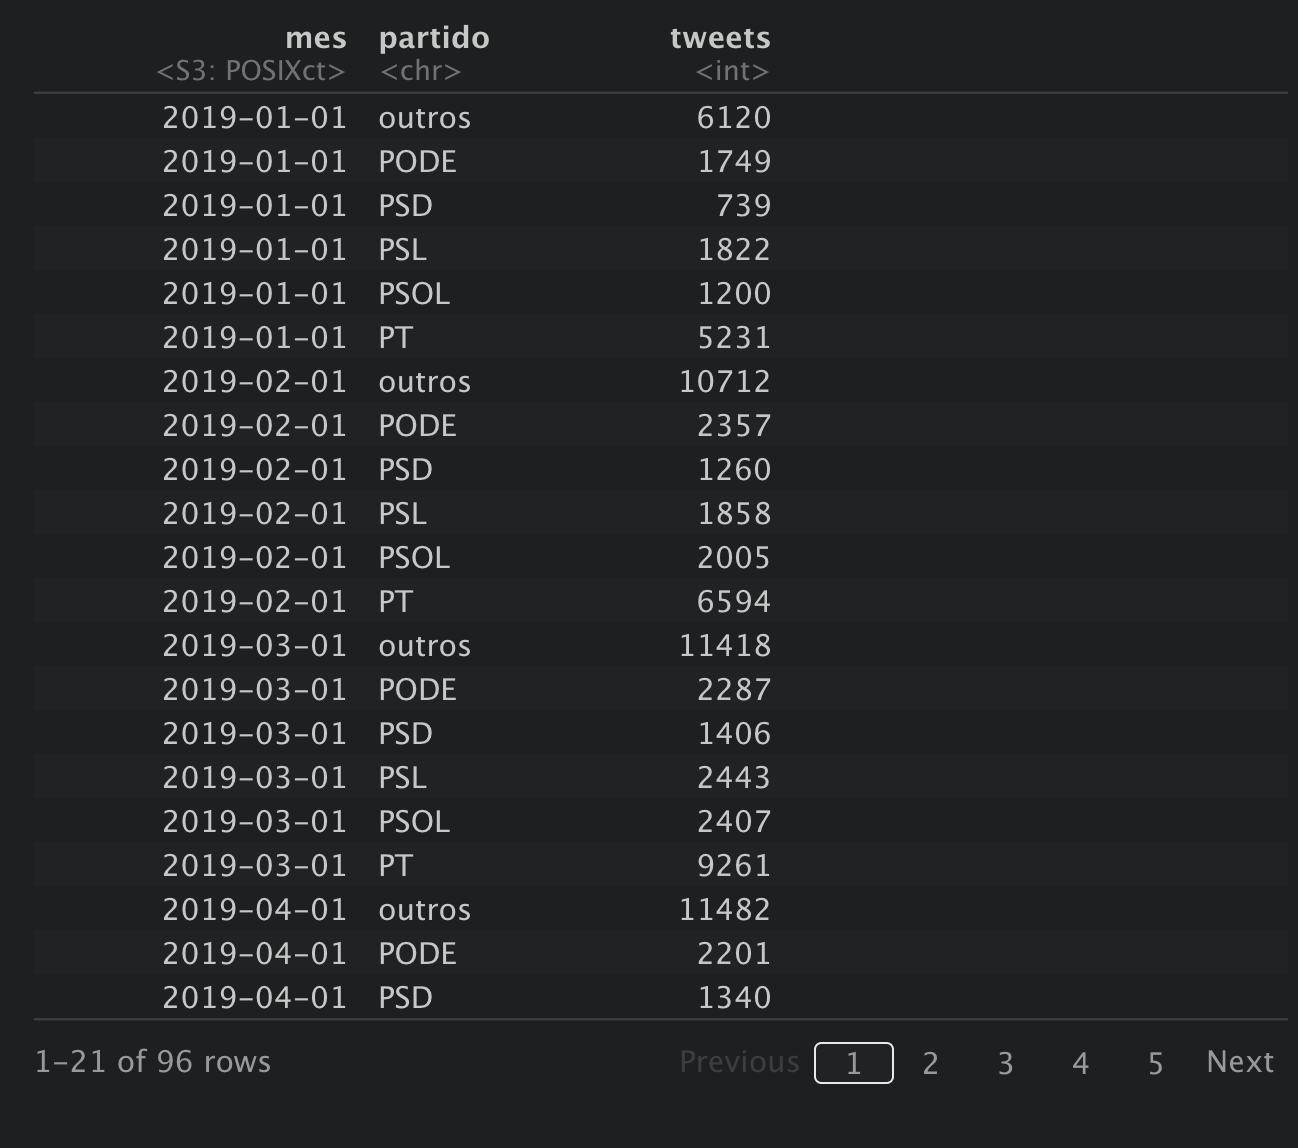 mes partido tweets
<S3: POSIXct> <chr> <int>
2019-01-01 outros 6120
2019-01-01 PODE 1749
2019-01-01 PSD 739
2019-01-01 PSL 1822
2019-01-01 PSOL 1200
2019-01-01 PT 5231
2019-02-01 outros 10712
2019-02-01 PODE 2357
2019-02-01 PSD 1260
2019-02-01 PSL 1858
2019-02-01 PSOL 2005
2019-02-01 PT 6594
2019-03-01 outros 11418
2019-03-01 PODE 2287
2019-03-01 PSD 1406
2019-03-01 PSL 2443
2019-03-01 PSOL 2407
2019-03-01 PT 9261
2019-04-01 outros 11482
2019-04-01 PODE 2201
2019-04-01 PSD 1340
1-21 of 96 rows Previous 1 2 3 4 5 Next